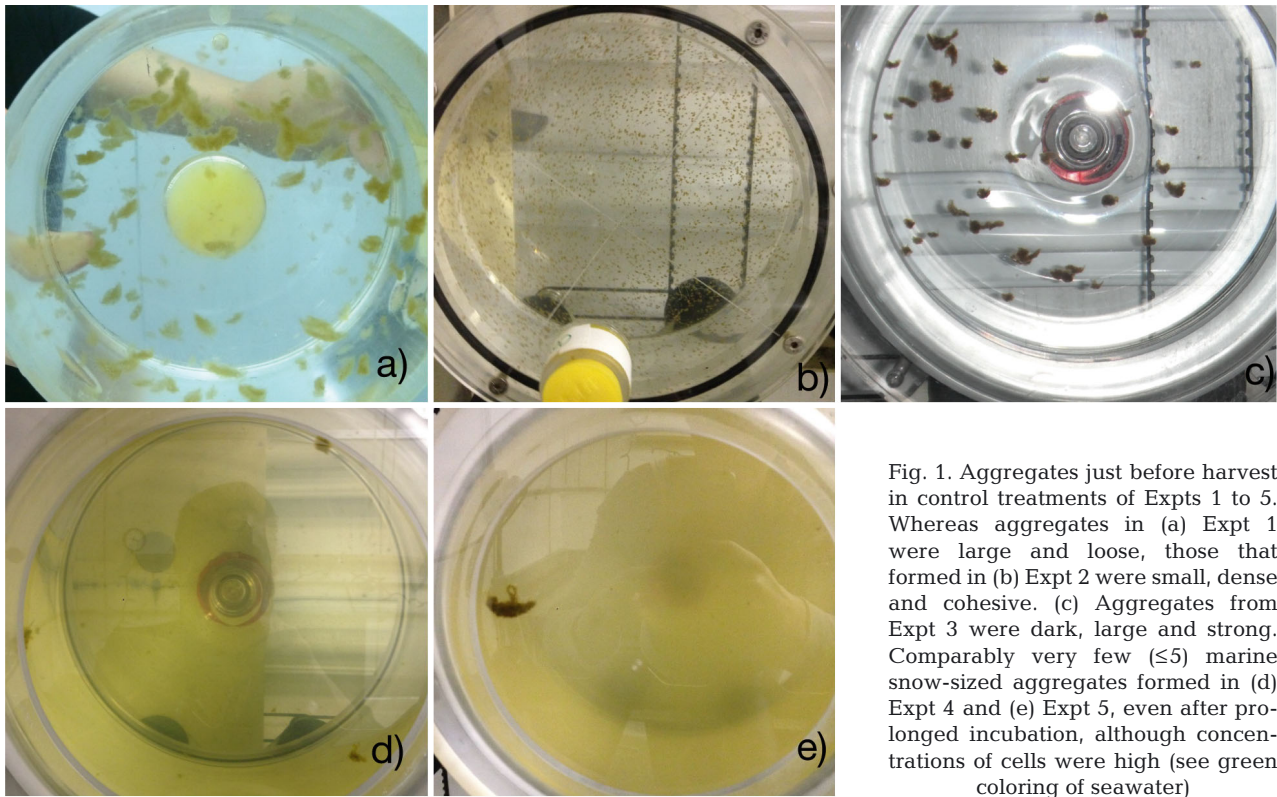 a)
b)
c)
d)
e)
Fig. 1. Aggregates just before harvest
in control treatments of Expts 1 to 5.
Whereas aggregates in (a) Expt 1
were large and loose, those that
formed in (b) Expt 2 were small, dense
and cohesive. (c) Aggregates from
Expt 3 were dark, large and strong.
Comparably very few (≤5) marine
snow-sized aggregates formed in (d)
Expt 4 and (e) Expt 5, even after pro-
longed incubation, although concen-
trations of cells were high (see green
coloring of seawater)